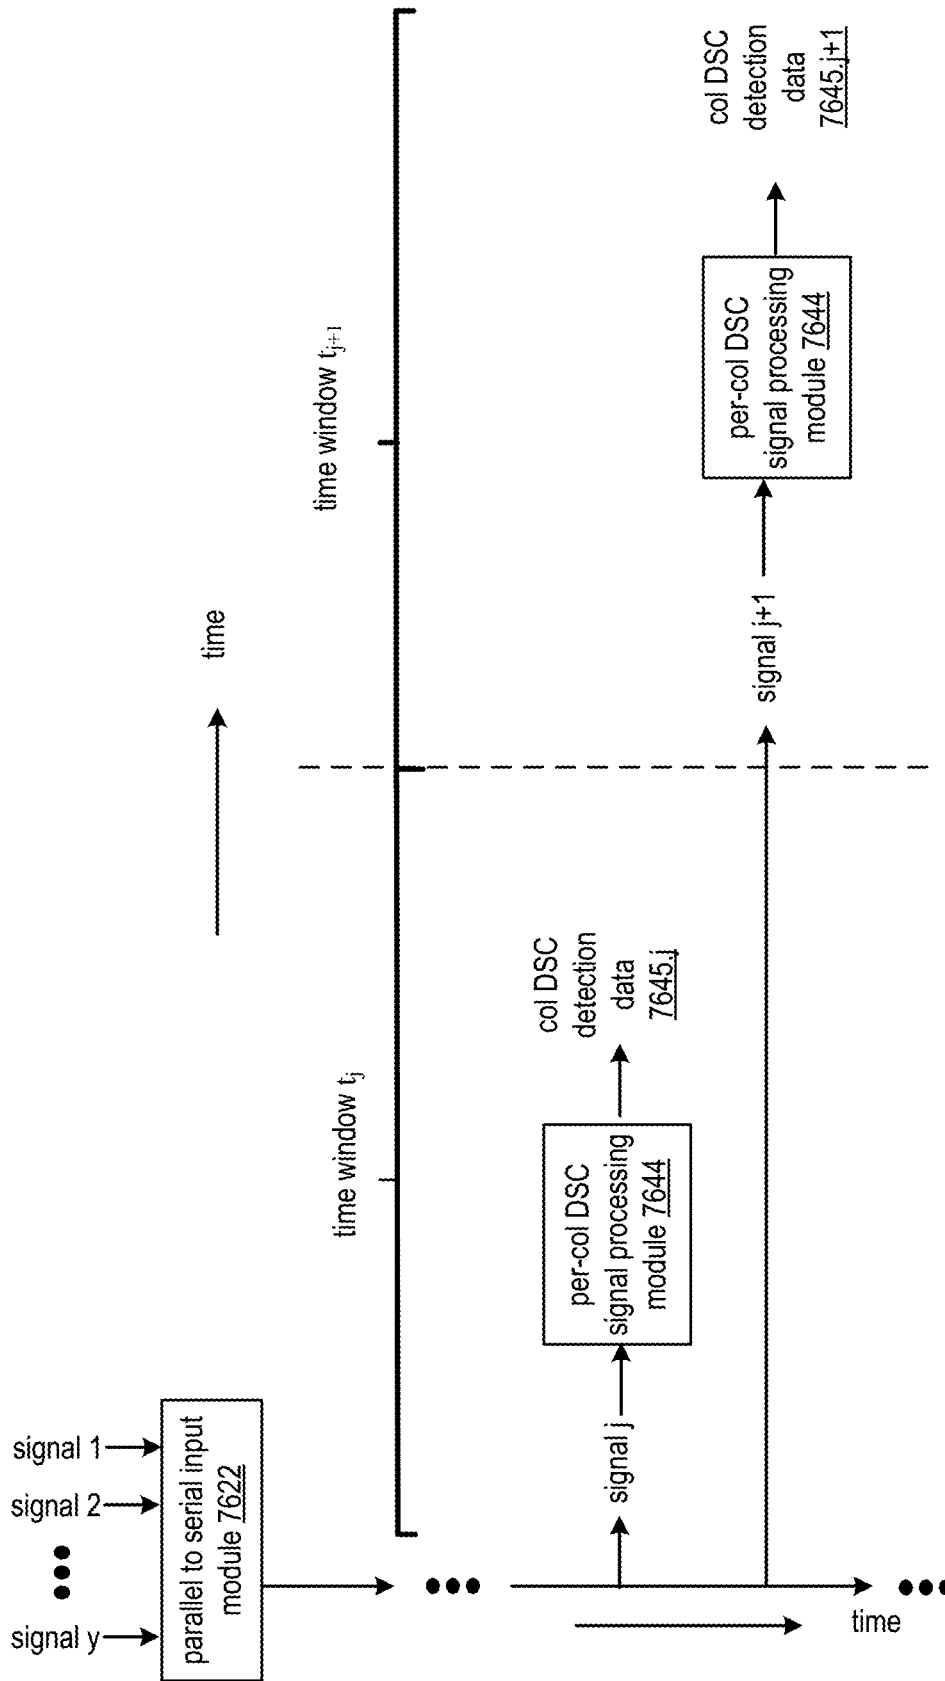 signal 1
signal 2
signal y
parallel to serial input
module 7622
time
time window tj
time window tj+1
signal j
per-col DSC
signal processing
module 7644
col DSC
detection
data
7645.j
signal j+1
per-col DSC
signal processing
module 7644
col DSC
detection
data
7645.j+1
time